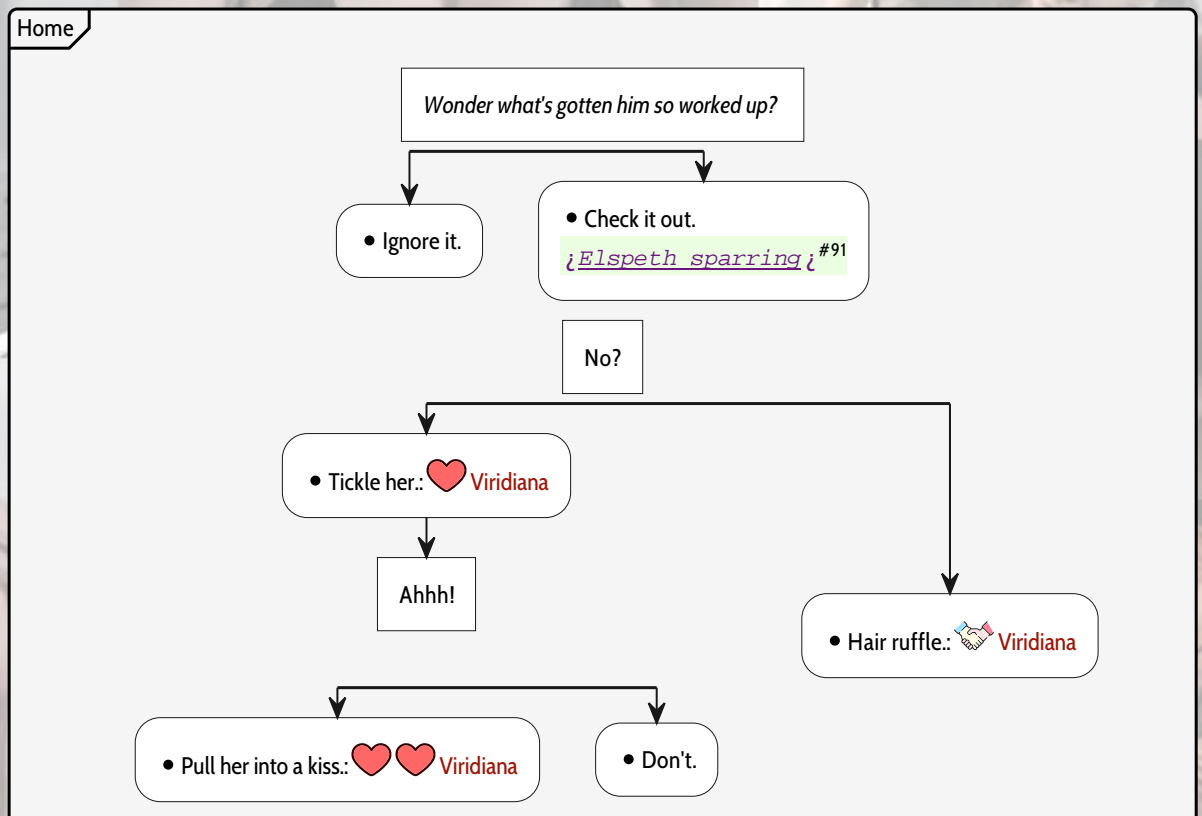 Home
Wonder what's gotten him so worked up?
• Ignore it.
• Check it out.
¿Elspeth sparring¿#91
No?
• Tickle her.: Viridiana
Ahhh!
• Hair ruffle.: Viridiana
• Pull her into a kiss.: Viridiana
• Don't.